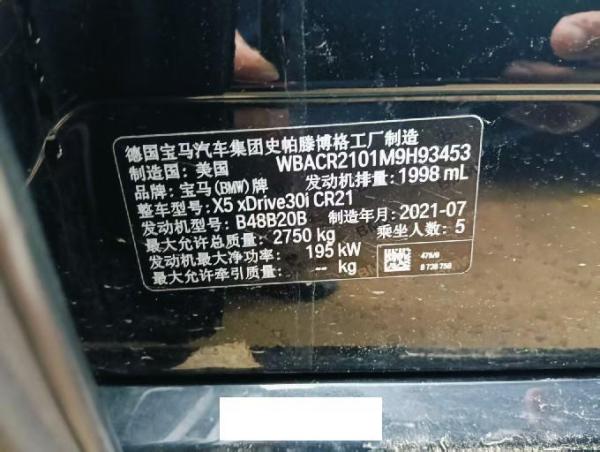 德国宝马汽车集团史帕滕博格工厂制造
制造国: 美国 WBACR2101M9H93453
品牌: 宝马(BMW)牌 发动机排量: 1998 mL
整车型号: X5 xDrive30i CR21
发动机型号: B48B20B 制造年月: 2021-07
最大允许总质量: 2750 kg 乘坐人数: 5
发动机最大净功率: 195 kW
最大允许牵引质量: -- kg